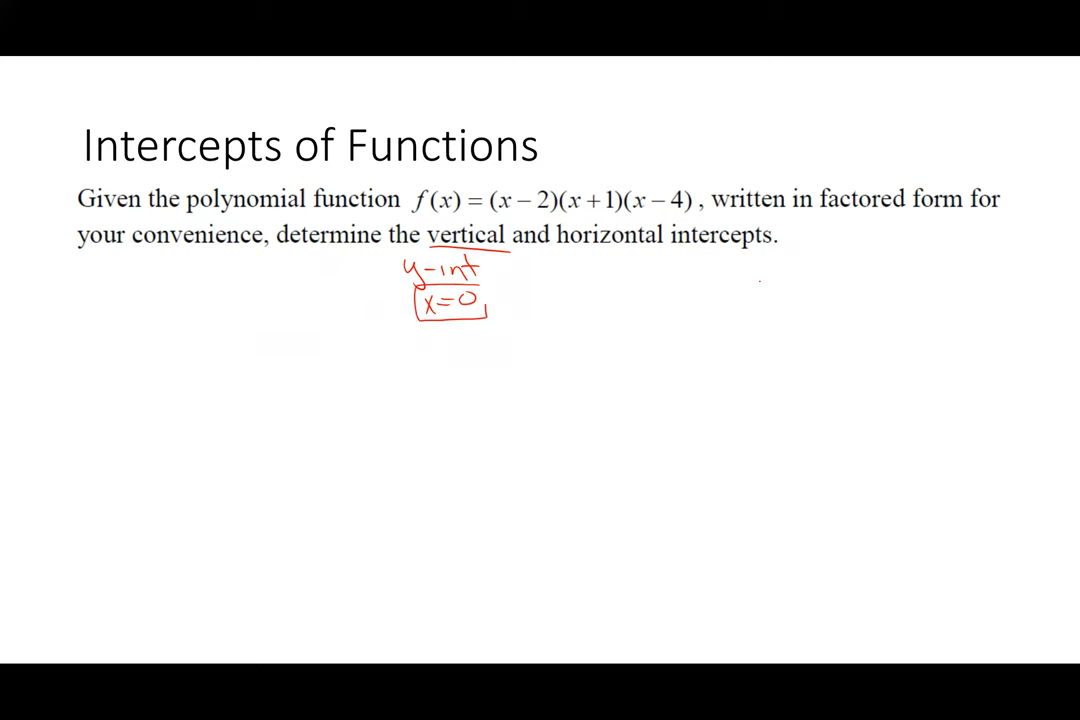 Intercepts of Functions
Given the polynomial function f(x) = (x − 2)(x + 1)(x − 4), written in factored form for
your convenience, determine the vertical and horizontal intercepts.
y-int
x=0